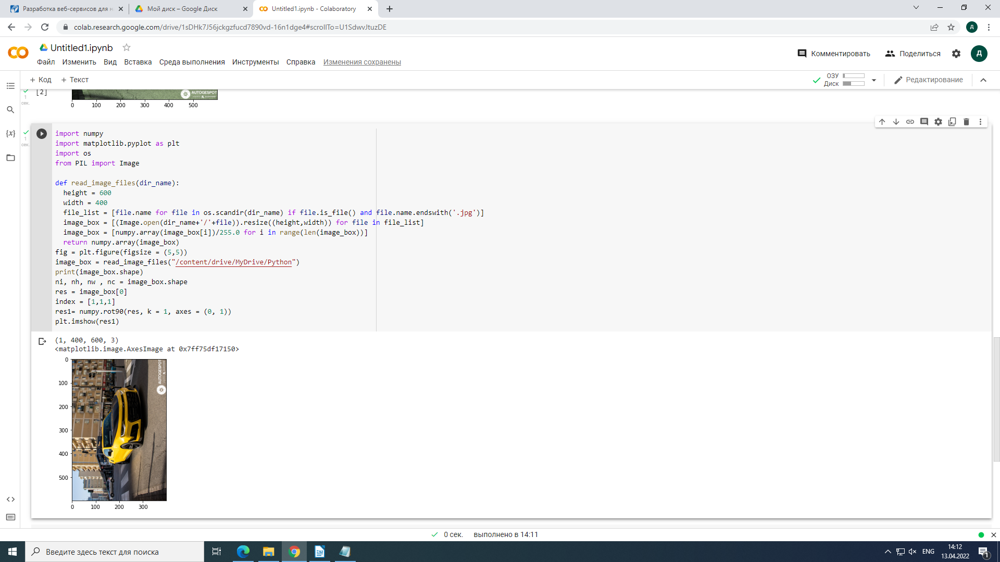 Разработка веб-сервисов для н
Мой диск – Google Диск
Untitled1.ipynb - Colaboratory
colab.research.google.com/drive/1sDHk7J56jckgzfucd7890vd-16n1dge4#scrollTo=U1SdwvJtuzDE
Д
Untitled1.ipynb
Файл Изменить Вид Вставка Среда выполнения Инструменты Справка Изменения сохранены
Комментировать
Поделиться
Д
+ Код + Текст
ОЗУ
Диск
Редактирование
[2]
1
сек.
AUTOGESPOT
0 100 200 300 400 500
{x}
1
сек.
import numpy
import matplotlib.pyplot as plt
import os
from PIL import Image
def read_image_files(dir_name):
height = 600
width = 400
file_list = [file.name for file in os.scandir(dir_name) if file.is_file() and file.name.endswith('.jpg')]
image_box = [(Image.open(dir_name+'/'+file)).resize((height,width)) for file in file_list]
image_box = [numpy.array(image_box[i])/255.0 for i in range(len(image_box))]
return numpy.array(image_box)
fig = plt.figure(figsize = (5,5))
image_box = read_image_files("/content/drive/MyDrive/Python")
print(image_box.shape)
ni, nh, nw , nc = image_box.shape
res = image_box[0]
index = [1,1,1]
res1= numpy.rot90(res, k = 1, axes = (0, 1))
plt.imshow(res1)
(1, 400, 600, 3)
<matplotlib.image.AxesImage at 0x7ff75df17150>
0
100
200
300
400
500
AUTOGESPOT
0 100 200 300
0 сек. выполнено в 14:11
Введите здесь текст для поиска
ENG
14:12
13.04.2022
1